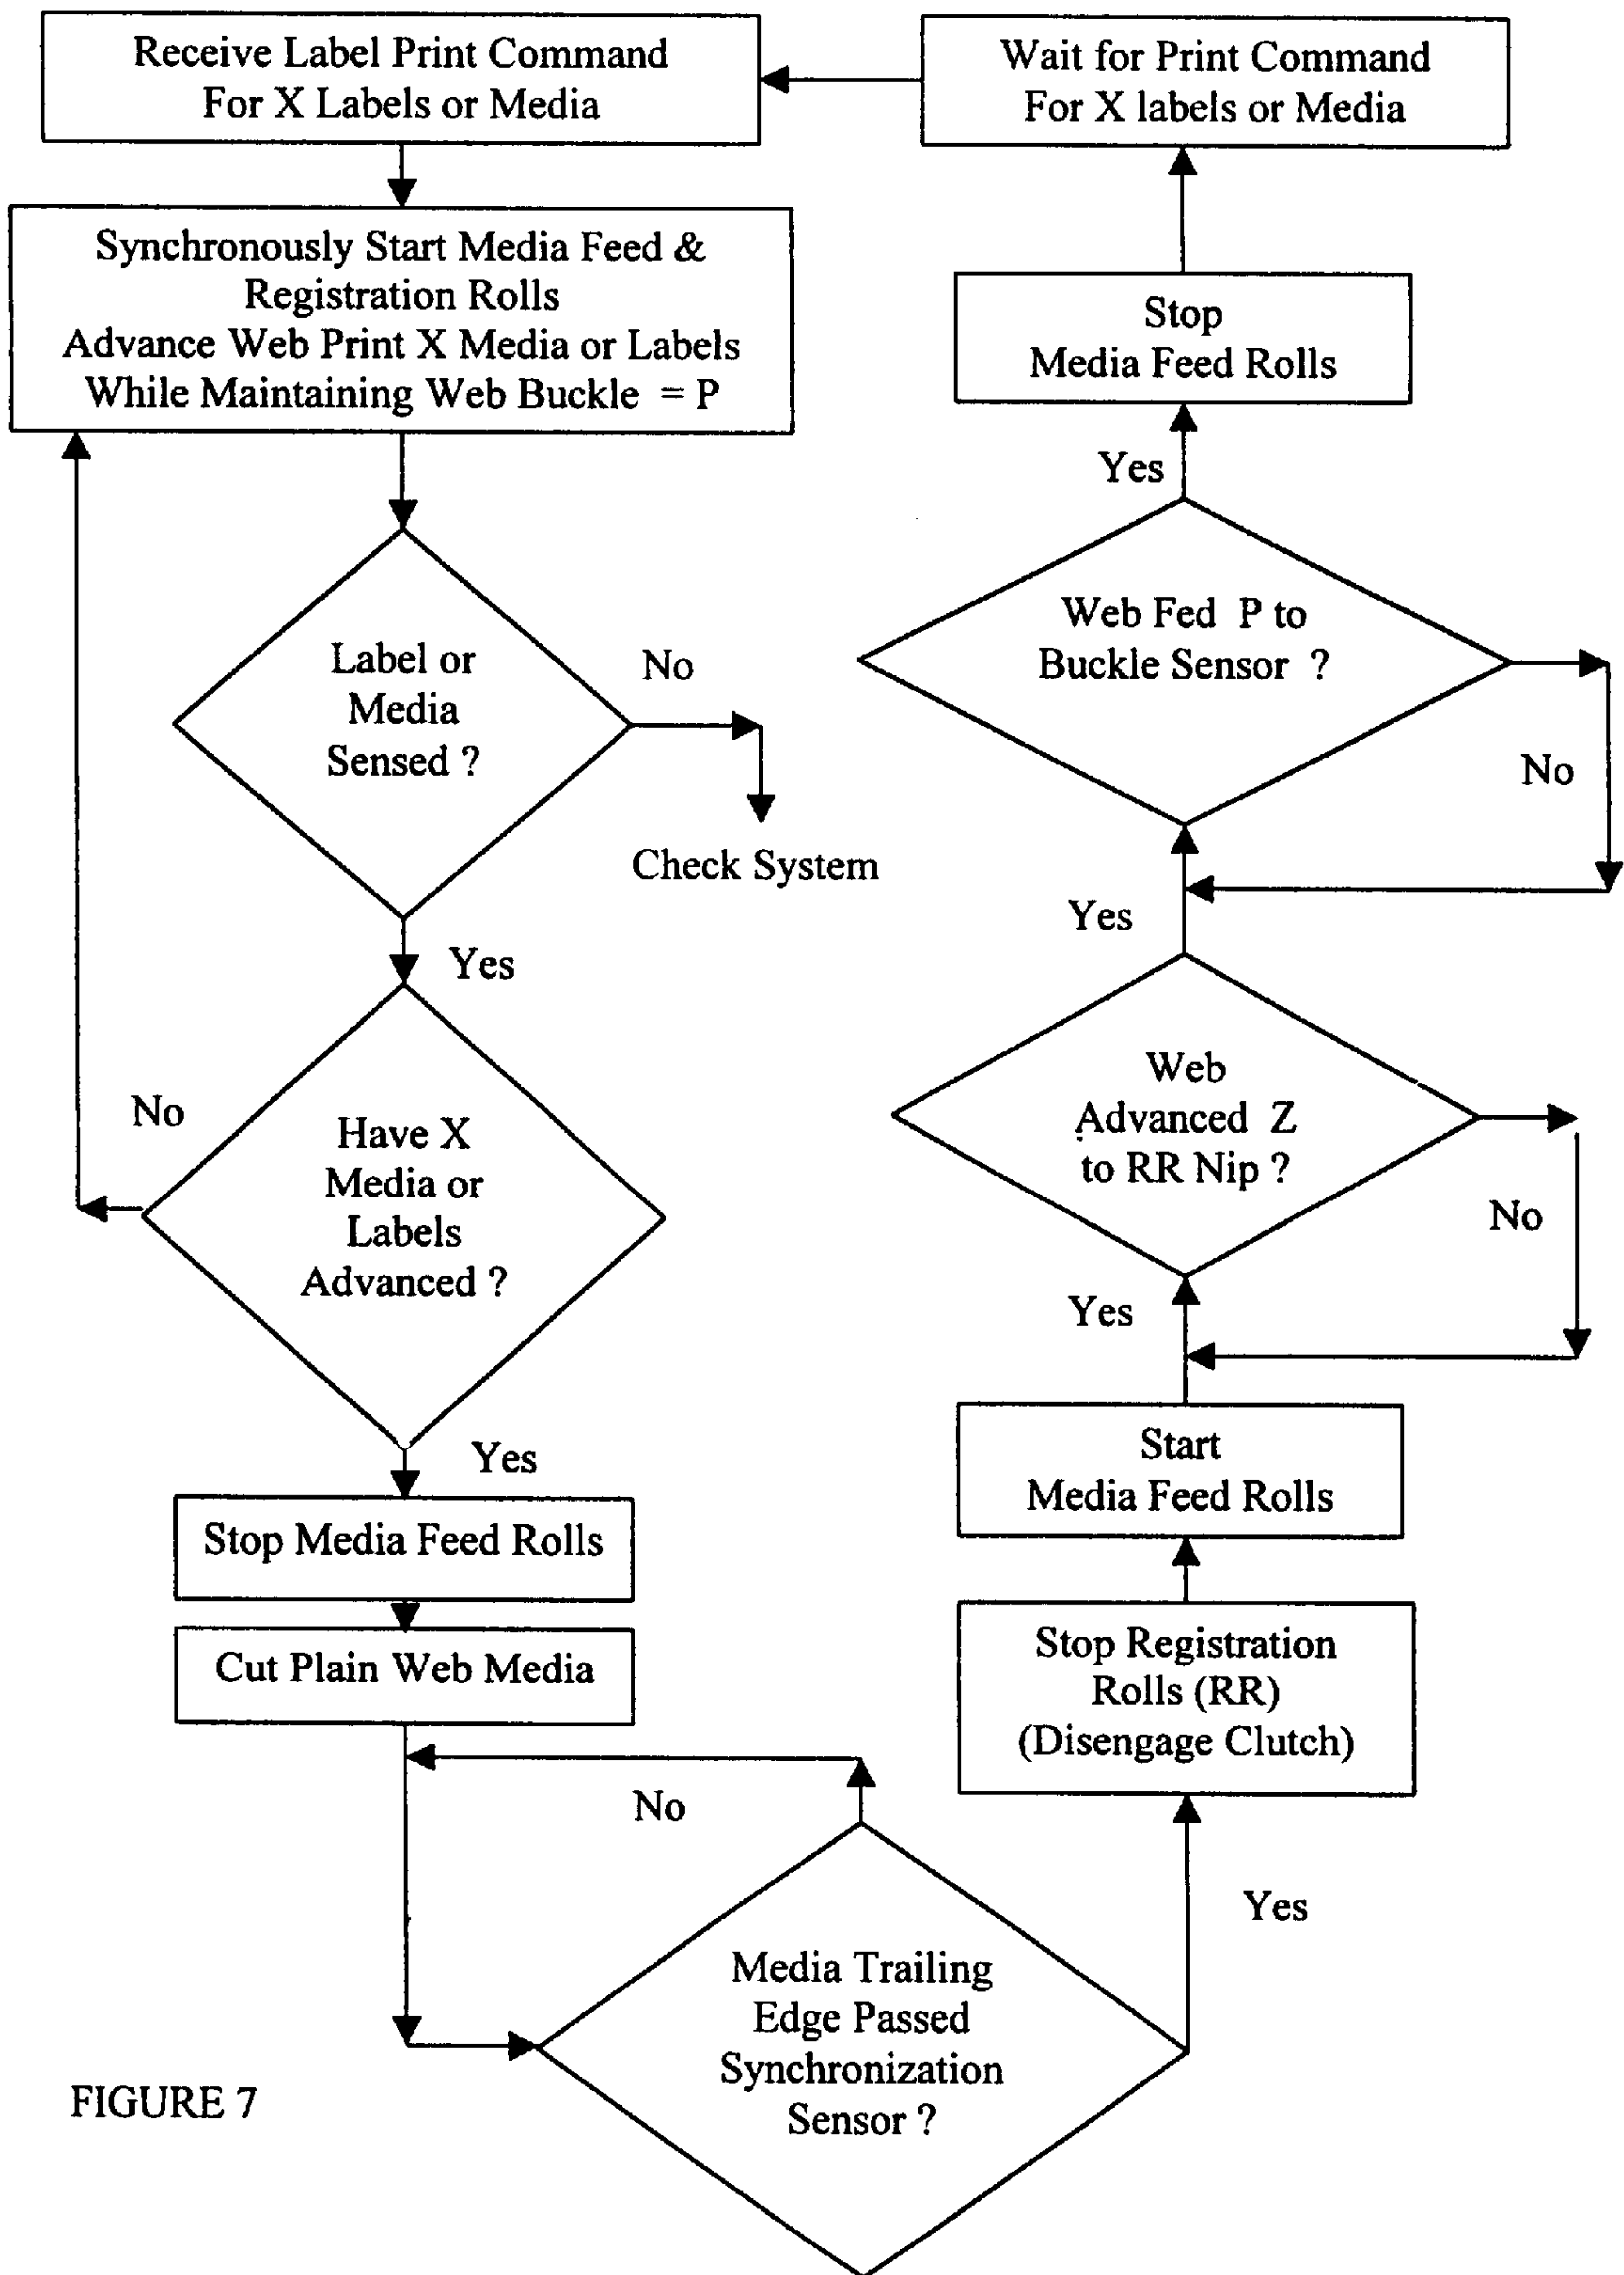 Receive Label Print Command
For X Labels or Media
Wait for Print Command
For X labels or Media
Synchronously Start Media Feed &
Registration Rolls
Advance Web Print X Media or Labels
While Maintaining Web Buckle = P
Stop
Media Feed Rolls
Yes
Web Fed P to
Buckle Sensor ?
No
Label or
Media
Sensed ?
No
Check System
Yes
Yes
Web
Advanced Z
to RR Nip ?
No
No
Have X
Media or
Labels
Advanced ?
Yes
Yes
Start
Media Feed Rolls
Stop Media Feed Rolls
Cut Plain Web Media
Stop Registration
Rolls (RR)
(Disengage Clutch)
No
Yes
Media Trailing
Edge Passed
Synchronization
Sensor ?
FIGURE 7